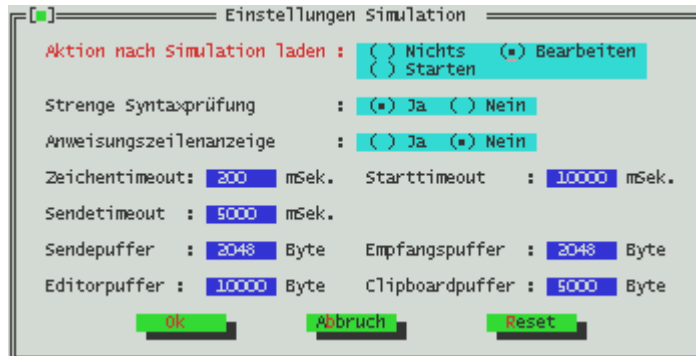 Einstellungen Simulation
Aktion nach Simulation laden : ( ) Nichts (▪) Bearbeiten
( ) Starten
Strenge Syntaxprüfung : (▪) Ja ( ) Nein
Anweisungszeilenanzeige : ( ) Ja (▪) Nein
Zeichentimeout: 200 mSek. Starttimeout : 10000 mSek.
Sendetimeout : 5000 mSek.
Sendepuffer : 2048 Byte Empfangspuffer : 2048 Byte
Editorpuffer : 10000 Byte Clipboardpuffer : 5000 Byte
Ok Abbruch Reset